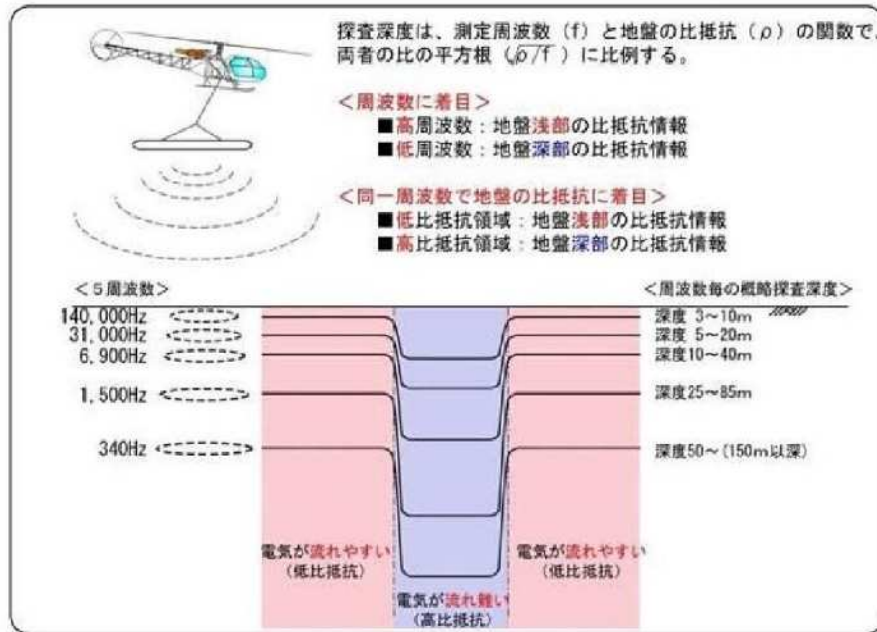 探査深度は、測定周波数（f）と地盤の比抵抗（ρ）の関数で、
両者の比の平方根（√ρ/f ）に比例する。
＜周波数に着目＞
■高周波数：地盤浅部の比抵抗情報
■低周波数：地盤深部の比抵抗情報
＜同一周波数で地盤の比抵抗に着目＞
■低比抵抗領域：地盤浅部の比抵抗情報
■高比抵抗領域：地盤深部の比抵抗情報
＜5周波数＞
＜周波数毎の概略探査深度＞
140,000Hz
深度 3～10m
31,000Hz
深度 5～20m
6,900Hz
深度10～40m
1,500Hz
深度25～85m
340Hz
深度50～(150m以深)
電気が流れやすい
(低比抵抗)
電気が流れ難い
(高比抵抗)
電気が流れやすい
(低比抵抗)